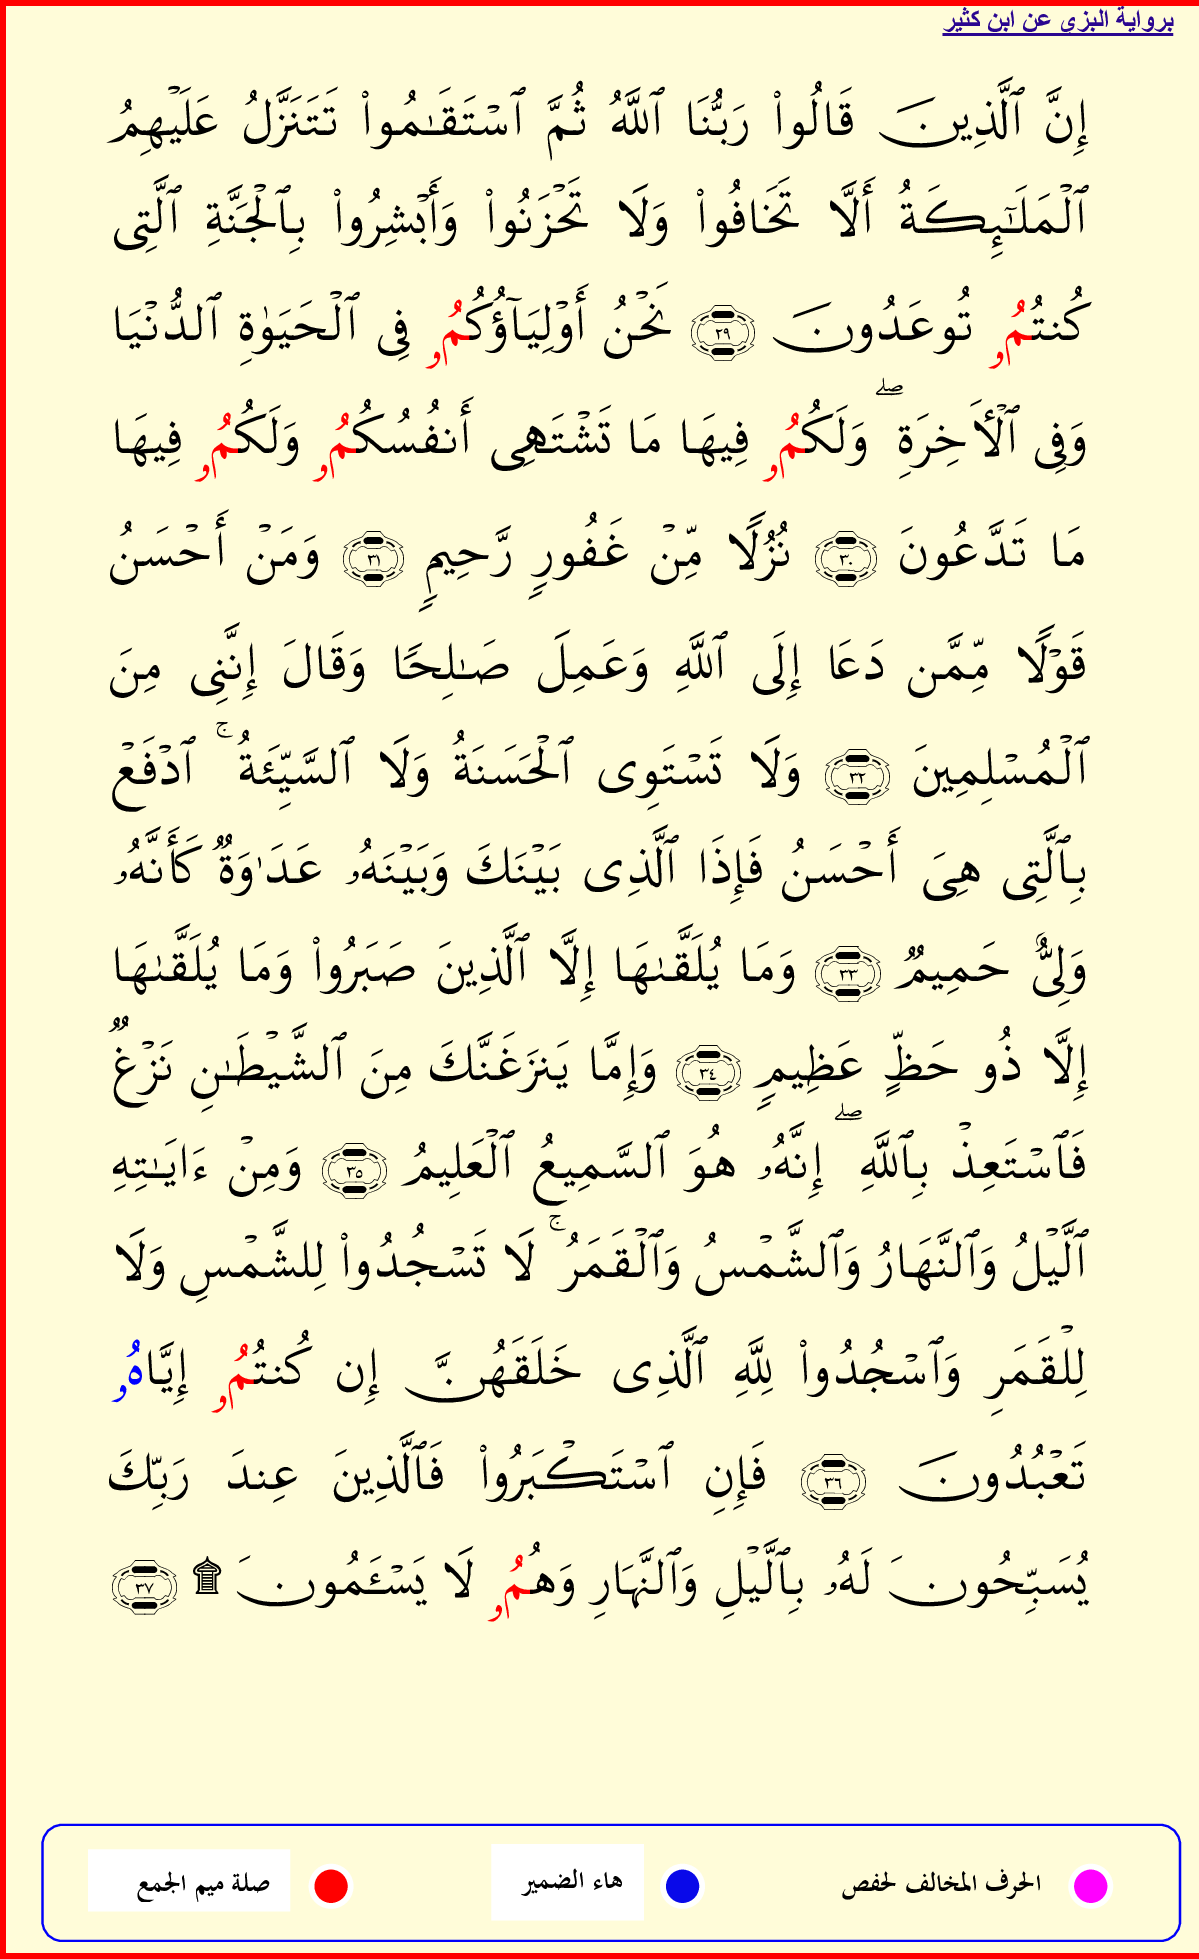 برواية البزى عن ابن كثير
إِنَّ ٱلَّذِينَ قَالُوا۟ رَبُّنَا ٱللَّهُ ثُمَّ ٱسْتَقَـٰمُوا۟ تَتَنَزَّلُ عَلَيْهِمُ
ٱلْمَلَـٰٓئِكَةُ أَلَّا تَخَافُوا۟ وَلَا تَحْزَنُوا۟ وَأَبْشِرُوا۟ بِٱلْجَنَّةِ ٱلَّتِى
كُنتُمُۥ تُوعَدُونَ ٢٩ نَحْنُ أَوْلِيَآؤُكُمُۥ فِى ٱلْحَيَوٰةِ ٱلدُّنْيَا
وَفِى ٱلْأَخِرَةِ ۖ وَلَكُمُۥ فِيهَا مَا تَشْتَهِى أَنفُسُكُمُۥ وَلَكُمُۥ فِيهَا
مَا تَدَّعُونَ ٣٠ نُزُلًا مِّنْ غَفُورٍ رَّحِيمٍ ٣١ وَمَنْ أَحْسَنُ
قَوْلًا مِّمَّن دَعَا إِلَى ٱللَّهِ وَعَمِلَ صَـٰلِحًا وَقَالَ إِنَّنِى مِنَ
ٱلْمُسْلِمِينَ ٣٢ وَلَا تَسْتَوِى ٱلْحَسَنَةُ وَلَا ٱلسَّيِّئَةُ ۚ ٱدْفَعْ
بِٱلَّتِى هِىَ أَحْسَنُ فَإِذَا ٱلَّذِى بَيْنَكَ وَبَيْنَهُۥ عَدَ ٰوَةٌ كَأَنَّهُۥ
وَلِىٌّ حَمِيمٌ ٣٣ وَمَا يُلَقَّىٰهَا إِلَّا ٱلَّذِينَ صَبَرُوا۟ وَمَا يُلَقَّىٰهَا
إِلَّا ذُو حَظٍّ عَظِيمٍ ٣٤ وَإِمَّا يَنزَغَنَّكَ مِنَ ٱلشَّيْطَـٰنِ نَزْغٌ
فَٱسْتَعِذْ بِٱللَّهِ ۖ إِنَّهُۥ هُوَ ٱلسَّمِيعُ ٱلْعَلِيمُ ٣٥ وَمِنْ ءَايَـٰتِهِ
ٱلَّيْلُ وَٱلنَّهَارُ وَٱلشَّمْسُ وَٱلْقَمَرُ ۚ لَا تَسْجُدُوا۟ لِلشَّمْسِ وَلَا
لِلْقَمَرِ وَٱسْجُدُوا۟ لِلَّهِ ٱلَّذِى خَلَقَهُنَّ إِن كُنتُمُۥ إِيَّاهُۥ
تَعْبُدُونَ ٣٦ فَإِنِ ٱسْتَكْبَرُوا۟ فَٱلَّذِينَ عِندَ رَبِّكَ
يُسَبِّحُونَ لَهُۥ بِٱلَّيْلِ وَٱلنَّهَارِ وَهُمُۥ لَا يَسْـَٔمُونَ ۩ ٣٧
الحرف المخالف لحفص
هاء الضمير
صلة ميم الجمع